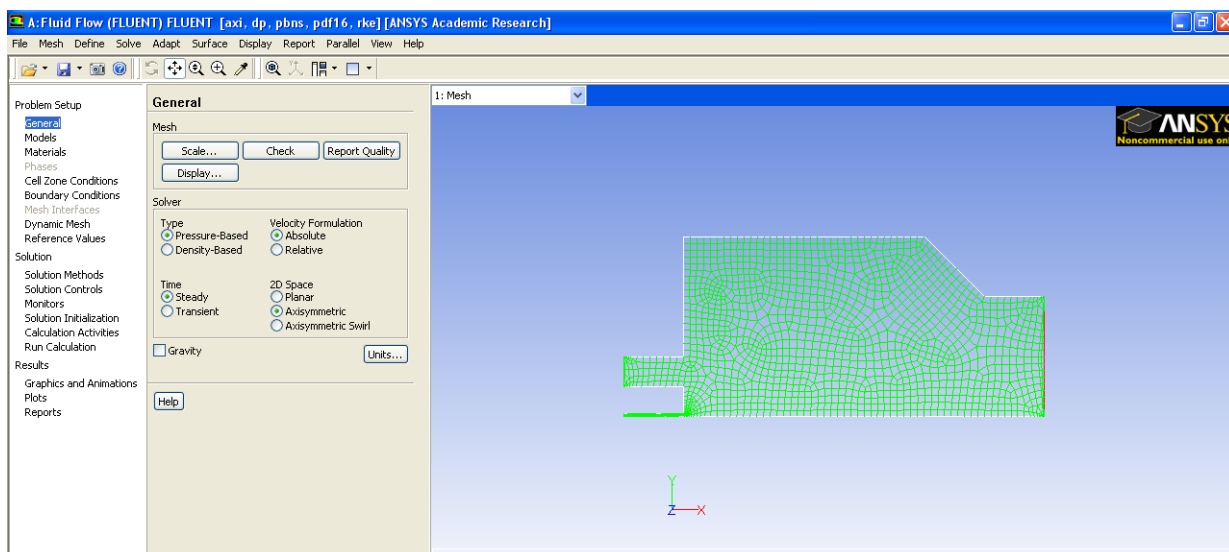 A:Fluid Flow (FLUENT) FLUENT [axi, dp, pbns, pdf16, rke] [ANSYS Academic Research]
File Mesh Define Solve Adapt Surface Display Report Parallel View Help
Problem Setup
General
Models
Materials
Phases
Cell Zone Conditions
Boundary Conditions
Mesh Interfaces
Dynamic Mesh
Reference Values
Solution
Solution Methods
Solution Controls
Monitors
Solution Initialization
Calculation Activities
Run Calculation
Results
Graphics and Animations
Plots
Reports
General
Mesh
Scale... Check Report Quality
Display...
Solver
Type Velocity Formulation
Pressure-Based Absolute
Density-Based Relative
Time 2D Space
Steady Planar
Transient Axisymmetric
Axisymmetric Swirl
Gravity Units...
Help
1: Mesh
ANSYS
Noncommercial use only
Y
Z X